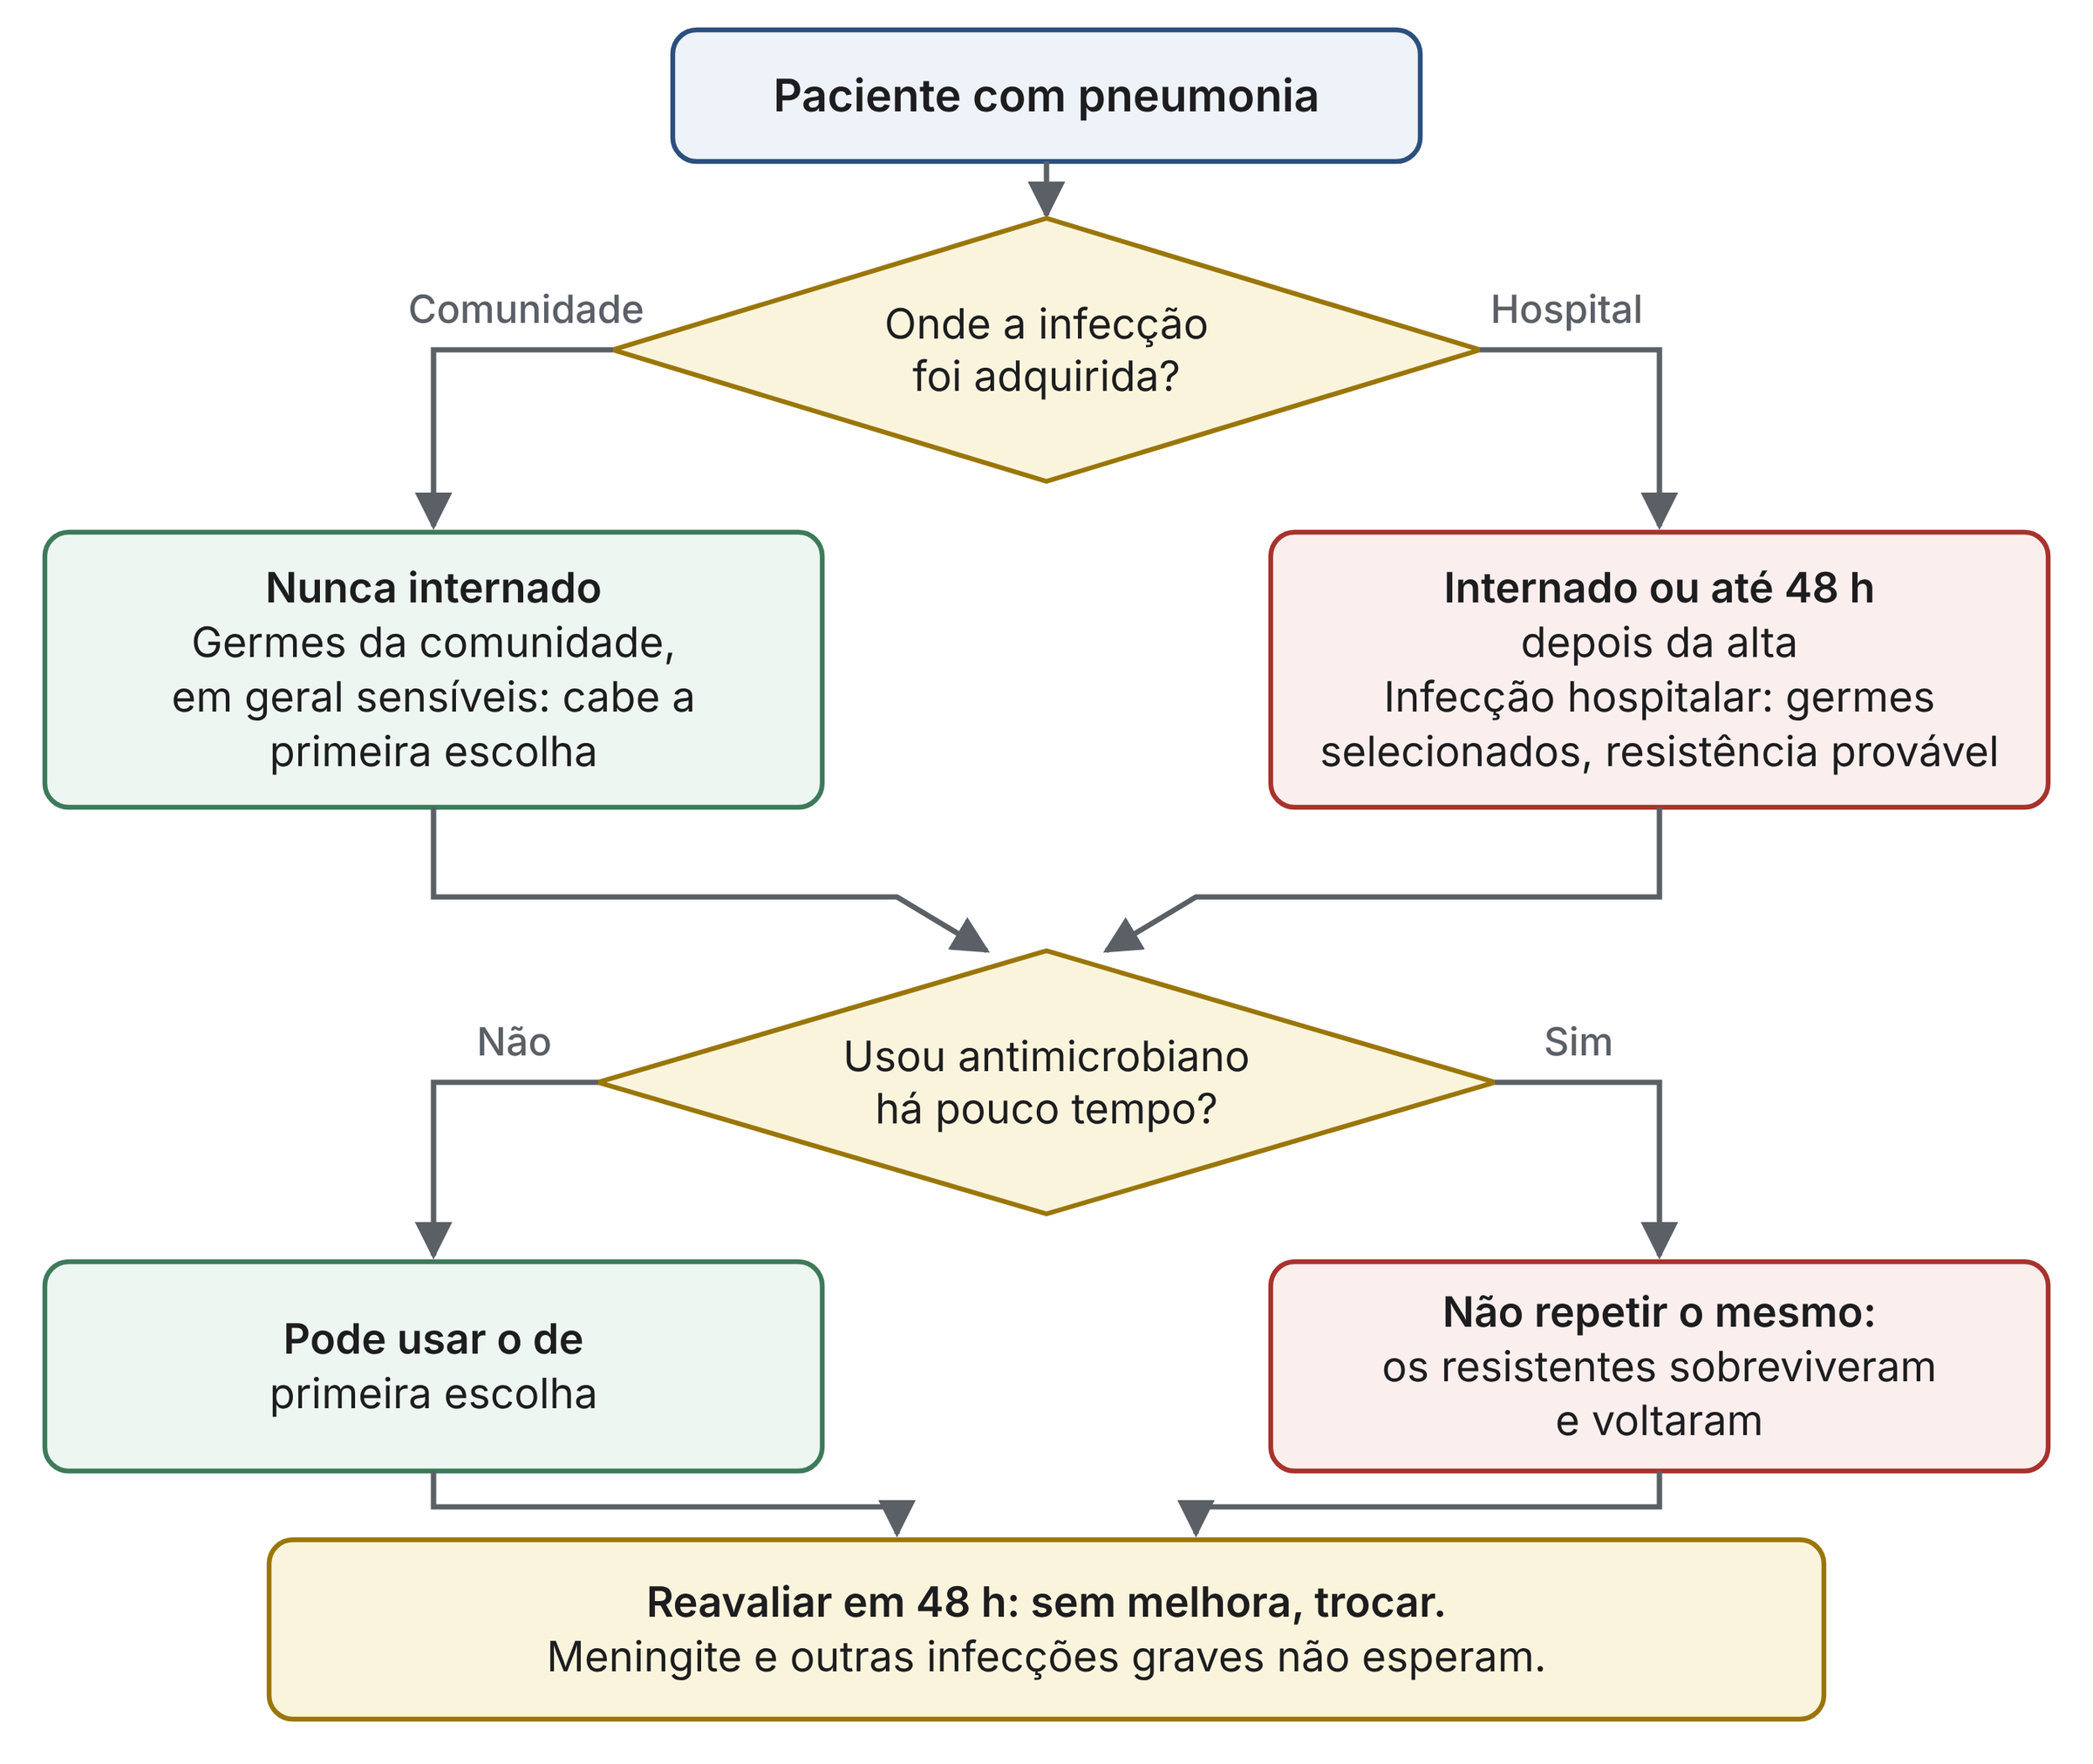 Paciente com pneumonia
Onde a infecção
foi adquirida?
Comunidade
Hospital
Nunca internado
Germes da comunidade,
em geral sensíveis: cabe a
primeira escolha
Internado ou até 48 h
depois da alta
Infecção hospitalar: germes
selecionados, resistência provável
Usou antimicrobiano
há pouco tempo?
Não
Sim
Pode usar o de
primeira escolha
Não repetir o mesmo:
os resistentes sobreviveram
e voltaram
Reavaliar em 48 h: sem melhora, trocar.
Meningite e outras infecções graves não esperam.